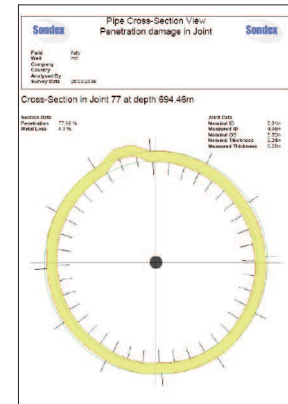 Sondex
Pipe Cross-Section View
Penetration damage in Joint
Sondex
Field
Well
Company
Country
Analysed By
Survey Date
Cross-Section in Joint 77 at depth 694.46m
Section Data
Penetration
Metal Loss
Joint Data
Nominal ID
Measured ID
Nominal OD
Nominal Thickness
Measured Thickness